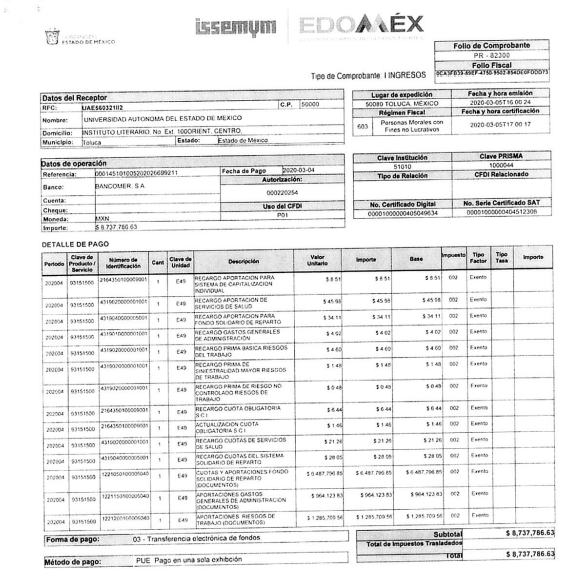 GOBIERNO DEL
ESTADO DE MÉXICO
issemym
EDOMÉX
Folio de Comprobante
PR - 82300
Folio Fiscal
Tipo de Comprobante I INGRESOS
Datos del Receptor
RFC: UAE560321II2 C.P. 50000
Nombre: UNIVERSIDAD AUTONOMA DEL ESTADO DE MEXICO
Domicilio: INSTITUTO LITERARIO, No. Ext. 100ORIENT. CENTRO,
Municipio: Toluca Estado: Estado de México
Lugar de expedición Fecha y hora emisión
50080 TOLUCA, MÉXICO 2020-03-05T16:00:24
Régimen Fiscal Fecha y hora certificación
603 Personas Morales con Fines no Lucrativos 2020-03-05T17:00:17
Datos de operación
Referencia: 000145101005202026699211 Fecha de Pago 2020-03-04
Banco: BANCOMER, S.A. Autorización:
000220254
Cuenta:
Cheque: Uso del CFDI
Moneda: MXN P01
Importe: $ 8,737,786.63
Clave Institución Clave PRISMA
51010 1000044
Tipo de Relación CFDI Relacionado
No. Certificado Digital No. Serie Certificado SAT
00001000000405049634 00001000000404512308
DETALLE DE PAGO
Periodo Clave de Producto / Servicio Número de Identificación Cant Clave de Unidad Descripción Valor Unitario Importe Base Impuesto Tipo Factor Tipo Tasa Importe
202004 93151500 2164350100009001 1 E49 RECARGO APORTACION PARA SISTEMA DE CAPITALIZACION INDIVIDUAL $ 8.51 $ 8.51 $ 8.51 002 Exento
202004 93151500 4319020000001001 1 E49 RECARGO APORTACION DE SERVICIOS DE SALUD $ 45.98 $ 45.98 $ 45.98 002 Exento
202004 93151500 4319040000005001 1 E49 RECARGO APORTACION PARA FONDO SOLIDARIO DE REPARTO $ 34.11 $ 34.11 $ 34.11 002 Exento
202004 93151500 4319010000001001 1 E49 RECARGO GASTOS GENERALES DE ADMINISTRACION $ 4.02 $ 4.02 $ 4.02 002 Exento
202004 93151500 4319020000001001 1 E49 RECARGO PRIMA BASICA RIESGOS DEL TRABAJO $ 4.60 $ 4.60 $ 4.60 002 Exento
202004 93151500 4319020000001001 1 E49 RECARGO PRIMA DE SINIESTRALIDAD MAYOR RIESGOS DE TRABAJO $ 1.48 $ 1.48 $ 1.48 002 Exento
202004 93151500 4319020000001001 1 E49 RECARGO PRIMA DE RIESGO NO CONTROLADO RIESGOS DE TRABAJO $ 0.48 $ 0.48 $ 0.48 002 Exento
202004 93151500 2164350100009001 1 E49 RECARGO CUOTA OBLIGATORIA S.C.I. $ 6.44 $ 6.44 $ 6.44 002 Exento
202004 93151500 2164350100009001 1 E49 ACTUALIZACION CUOTA OBLIGATORIA S.C.I. $ 1.46 $ 1.46 $ 1.46 002 Exento
202004 93151500 4319020000001001 1 E49 RECARGO CUOTAS DE SERVICIOS DE SALUD $ 21.26 $ 21.26 $ 21.26 002 Exento
202004 93151500 4319040000005001 1 E49 RECARGO CUOTAS DEL SISTEMA SOLIDARIO DE REPARTO $ 28.05 $ 28.05 $ 28.05 002 Exento
202004 93151500 1221050100005040 1 E49 CUOTAS Y APORTACIONES FONDO SOLIDARIO DE REPARTO (DOCUMENTOS) $ 6,487,796.85 $ 6,487,796.85 $ 6,487,796.85 002 Exento
202004 93151500 1221150100005040 1 E49 APORTACIONES GASTOS GENERALES DE ADMINISTRACION (DOCUMENTOS) $ 964,123.83 $ 964,123.83 $ 964,123.83 002 Exento
202004 93151500 1221200100005040 1 E49 APORTACIONES RIESGOS DE TRABAJO (DOCUMENTOS) $ 1,285,709.56 $ 1,285,709.56 $ 1,285,709.56 002 Exento
Forma de pago: 03 - Transferencia electrónica de fondos
Subtotal $ 8,737,786.63
Total de Impuestos Trasladados
Método de pago: PUE Pago en una sola exhibición
Total $ 8,737,786.63